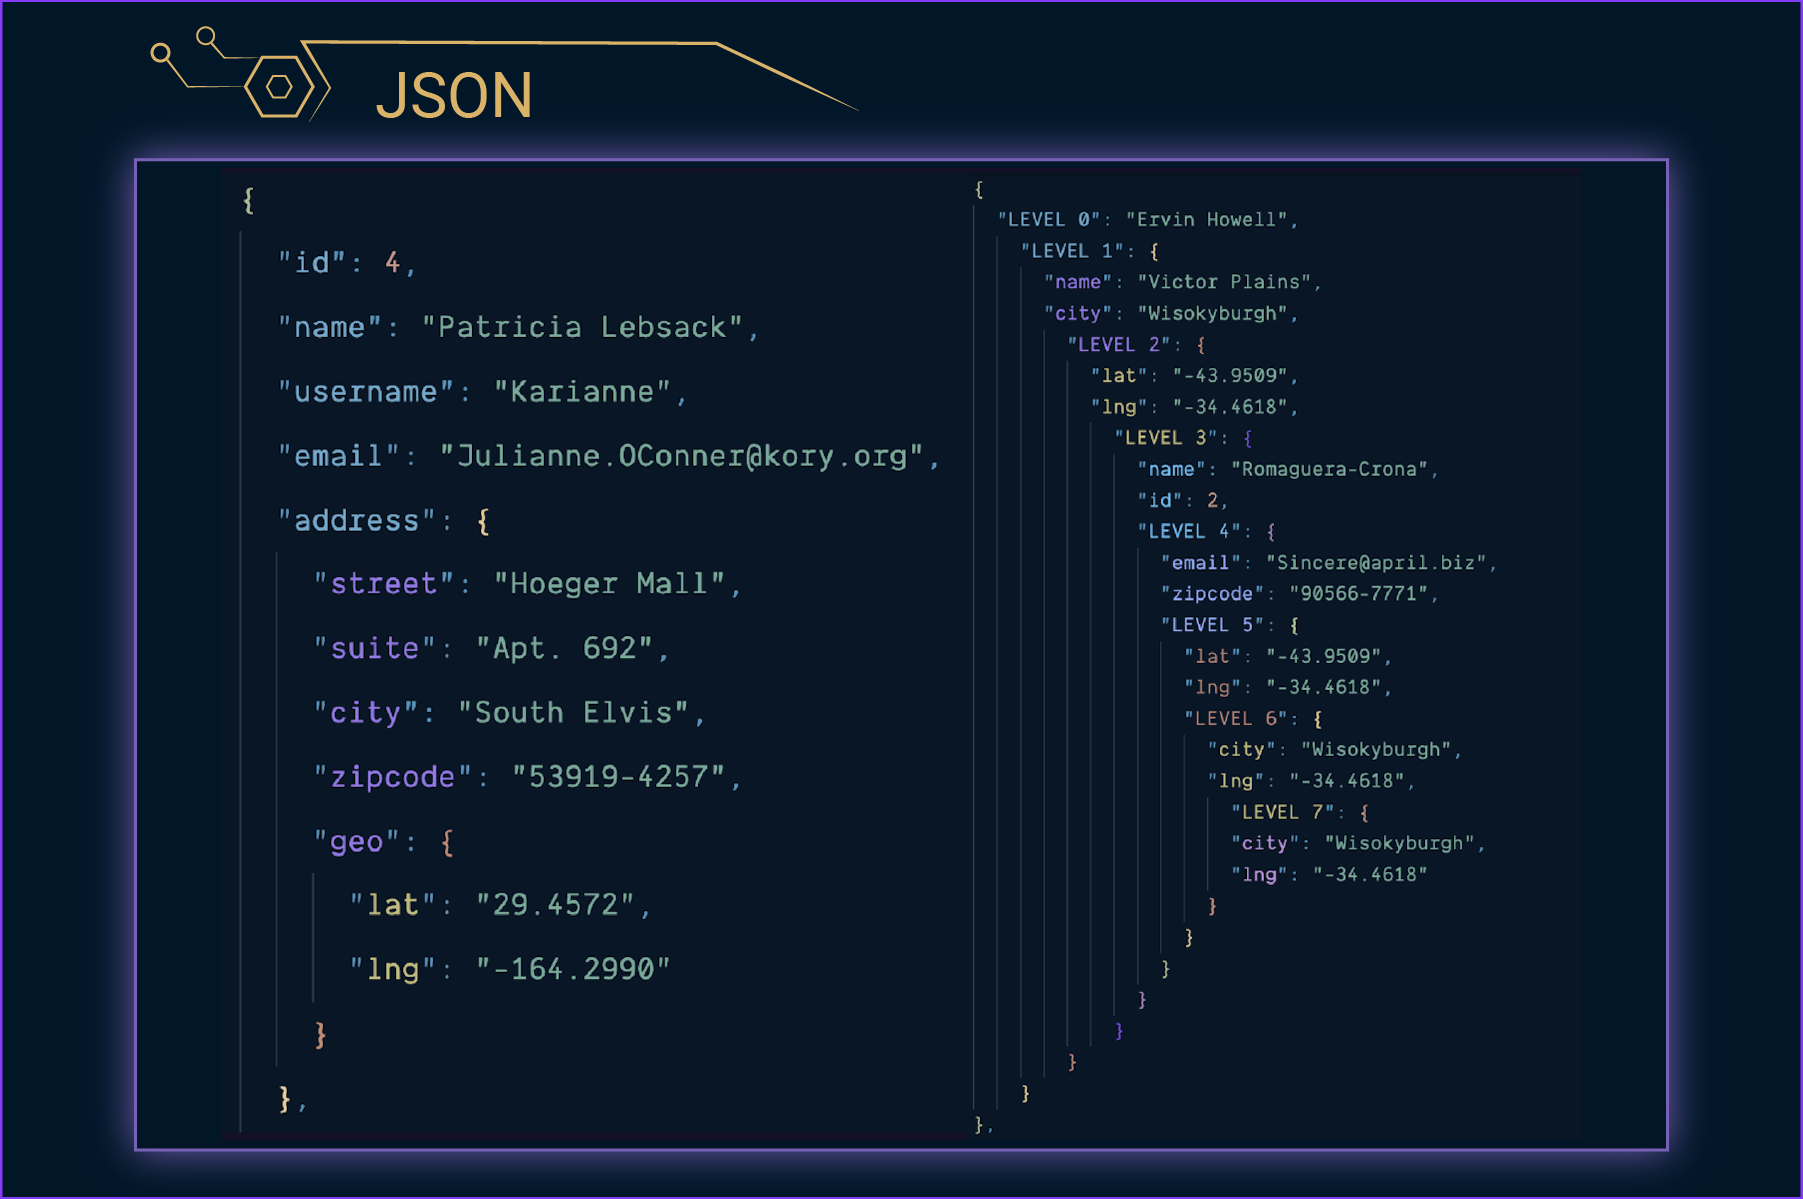 JSON
{
"id": 4,
"name": "Patricia Lebsack",
"username": "Karianne",
"email": "Julianne.OConner@kory.org",
"address": {
"street": "Hoeger Mall",
"suite": "Apt. 692",
"city": "South Elvis",
"zipcode": "53919-4257",
"geo": {
"lat": "29.4572",
"lng": "-164.2990"
}
},
{
"LEVEL 0": "Ervin Howell",
"LEVEL 1": {
"name": "Victor Plains",
"city": "Wisokyburgh",
"LEVEL 2": {
"lat": "-43.9509",
"lng": "-34.4618",
"LEVEL 3": {
"name": "Romaguera-Crona",
"id": 2,
"LEVEL 4": {
"email": "Sincere@april.biz",
"zipcode": "90566-7771",
"LEVEL 5": {
"lat": "-43.9509",
"lng": "-34.4618",
"LEVEL 6": {
"city": "Wisokyburgh",
"lng": "-34.4618",
"LEVEL 7": {
"city": "Wisokyburgh",
"lng": "-34.4618"
}
}
}
}
}
}
}
},